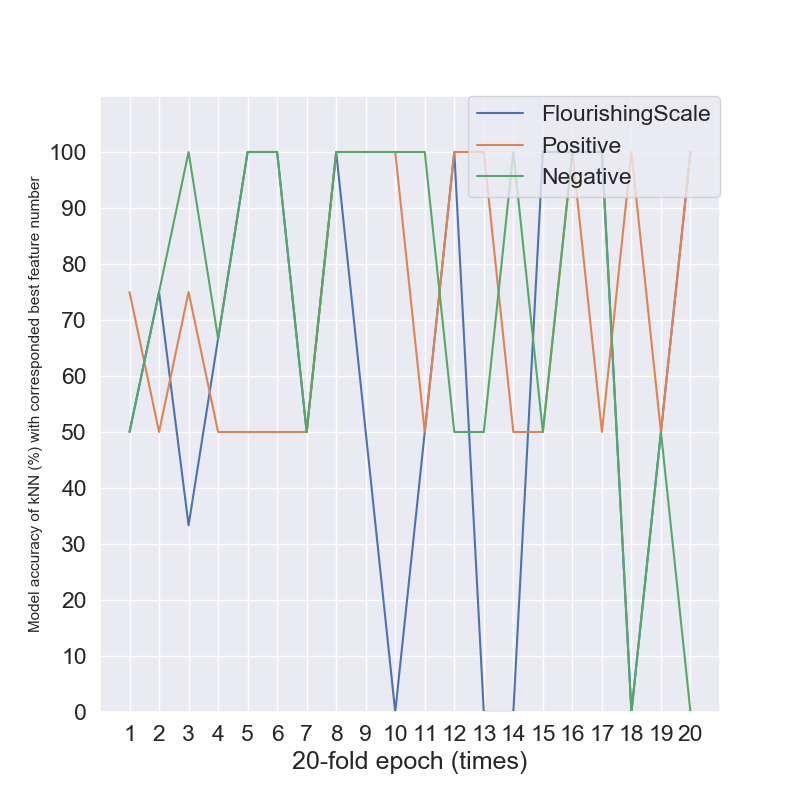 FlourishingScale
Positive
Negative
100
90
80
70
60
50
40
30
20
10
0
Model accuracy of kNN (%) with corresponded best feature number
1 2 3 4 5 6 7 8 9 10 11 12 13 14 15 16 17 18 19 20
20-fold epoch (times)